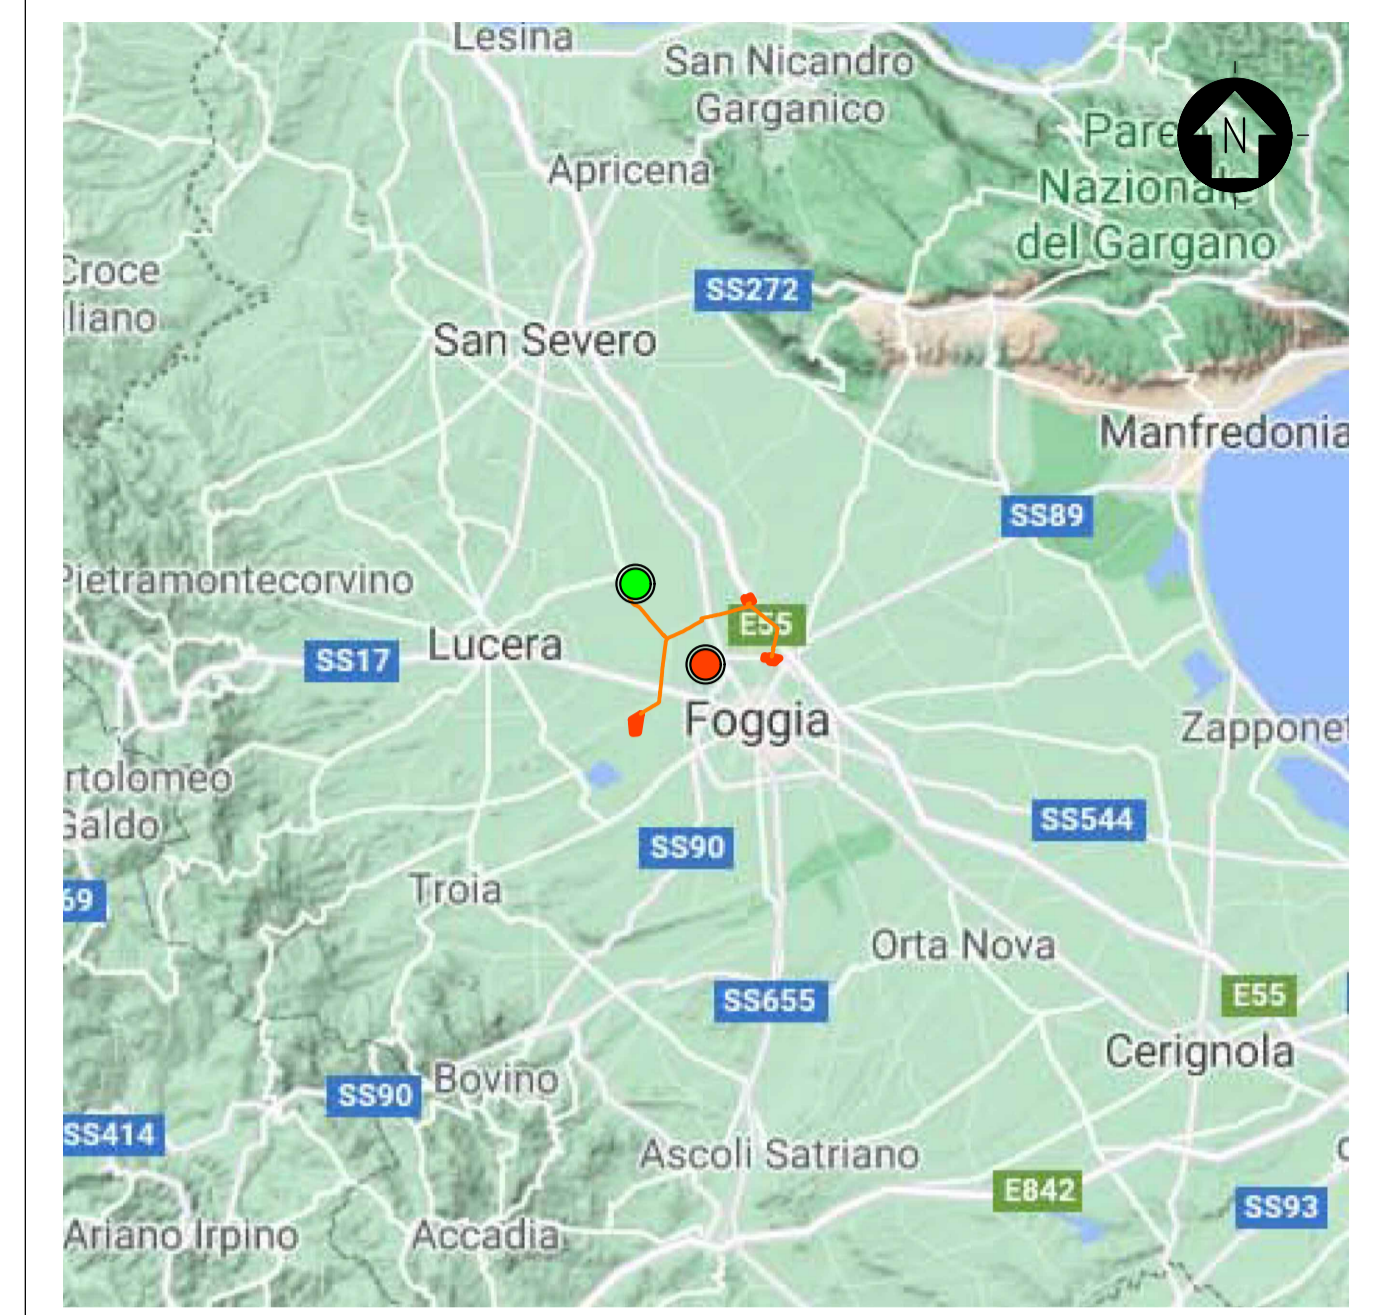 Lesina
San Nicandro
Garganico
Apricena
Parc
N
Nazionale
del Gargano
Croce
liano
SS272
San Severo
Manfredonia
SS89
Pietramontecorvino
E55
Lucera
SS17
Foggia
Zappone
rtolomeo
Galdo
SS544
SS90
Troia
69
Orta Nova
SS655
E55
Cerignola
Bovino
SS90
SS414
Ascoli Satriano
E842
SS93
Ariano Irpino
Accadia